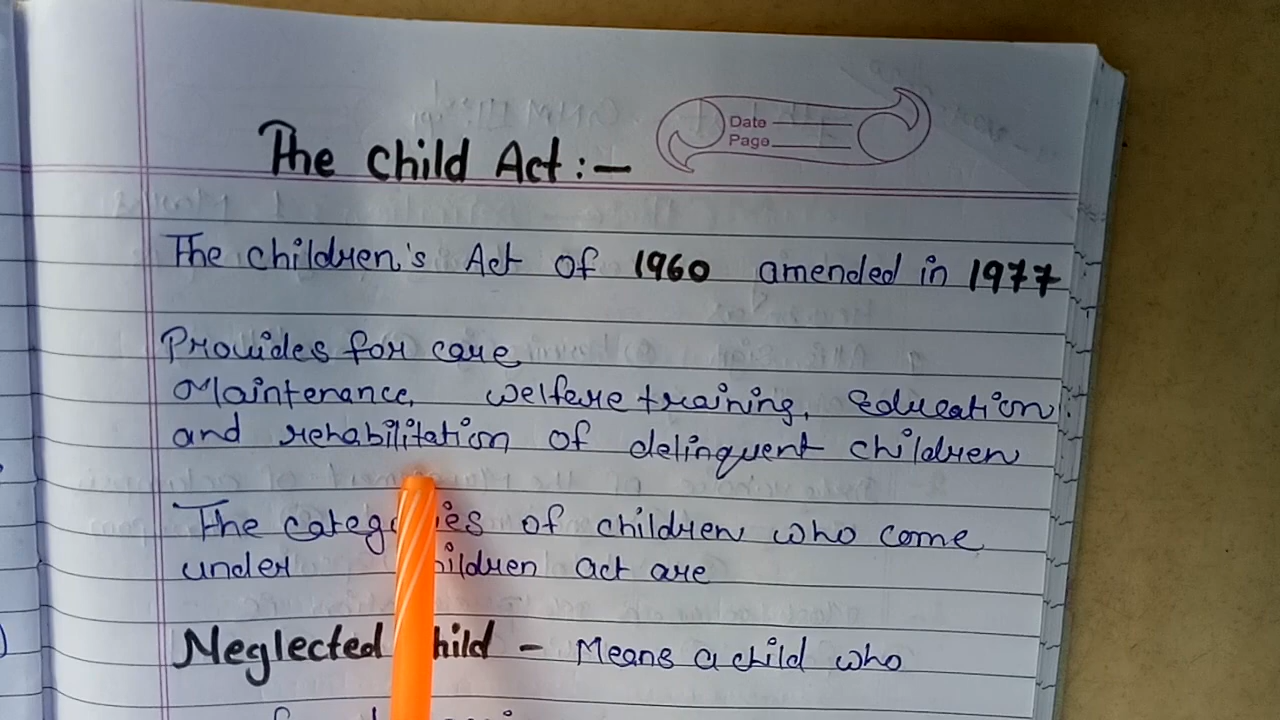 The Child Act :-
Date
Page
The children's Act of 1960 amended in 1977
Provides for care
Maintenance, welfare training, Education
and rehabilitation of delinquent children
The categ ies of children who come
under ildren act are
Neglected hild - Means a child who